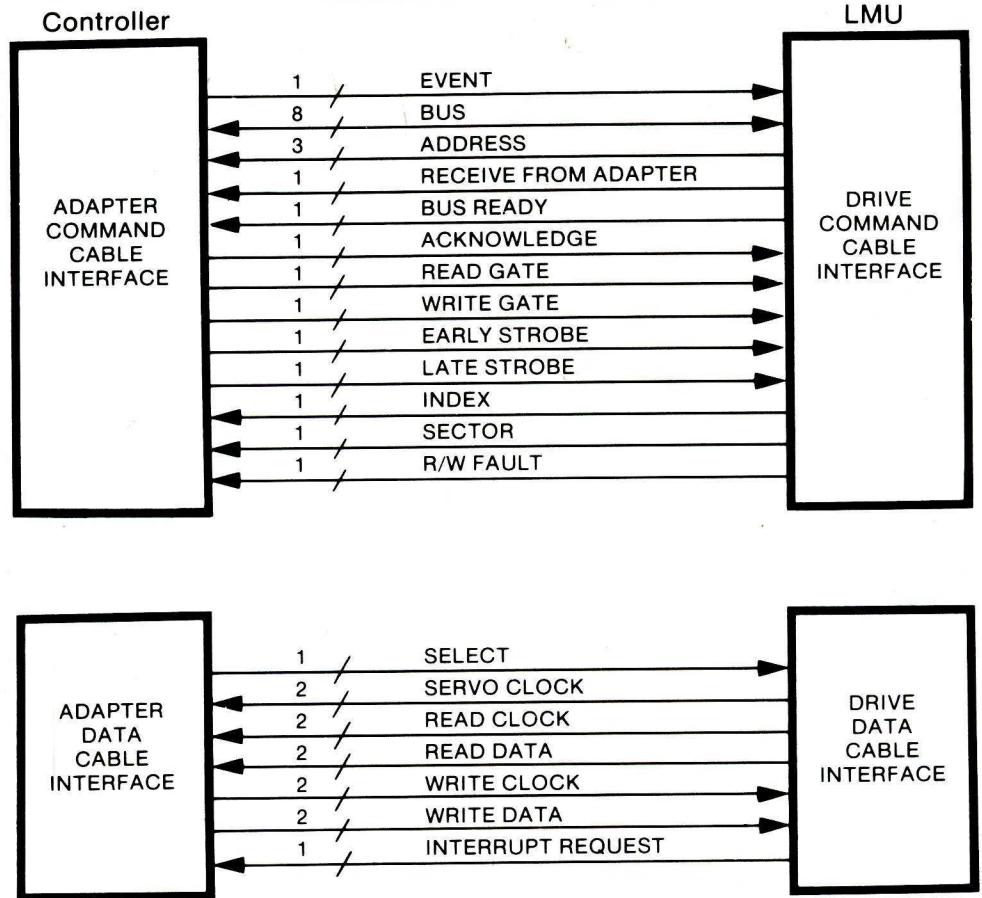 Controller
LMU
ADAPTER
COMMAND
CABLE
INTERFACE
1 EVENT
8 BUS
3 ADDRESS
1 RECEIVE FROM ADAPTER
1 BUS READY
1 ACKNOWLEDGE
1 READ GATE
1 WRITE GATE
1 EARLY STROBE
1 LATE STROBE
1 INDEX
1 SECTOR
1 R/W FAULT
DRIVE
COMMAND
CABLE
INTERFACE
ADAPTER
DATA
CABLE
INTERFACE
1 SELECT
2 SERVO CLOCK
2 READ CLOCK
2 READ DATA
2 WRITE CLOCK
2 WRITE DATA
1 INTERRUPT REQUEST
DRIVE
DATA
CABLE
INTERFACE